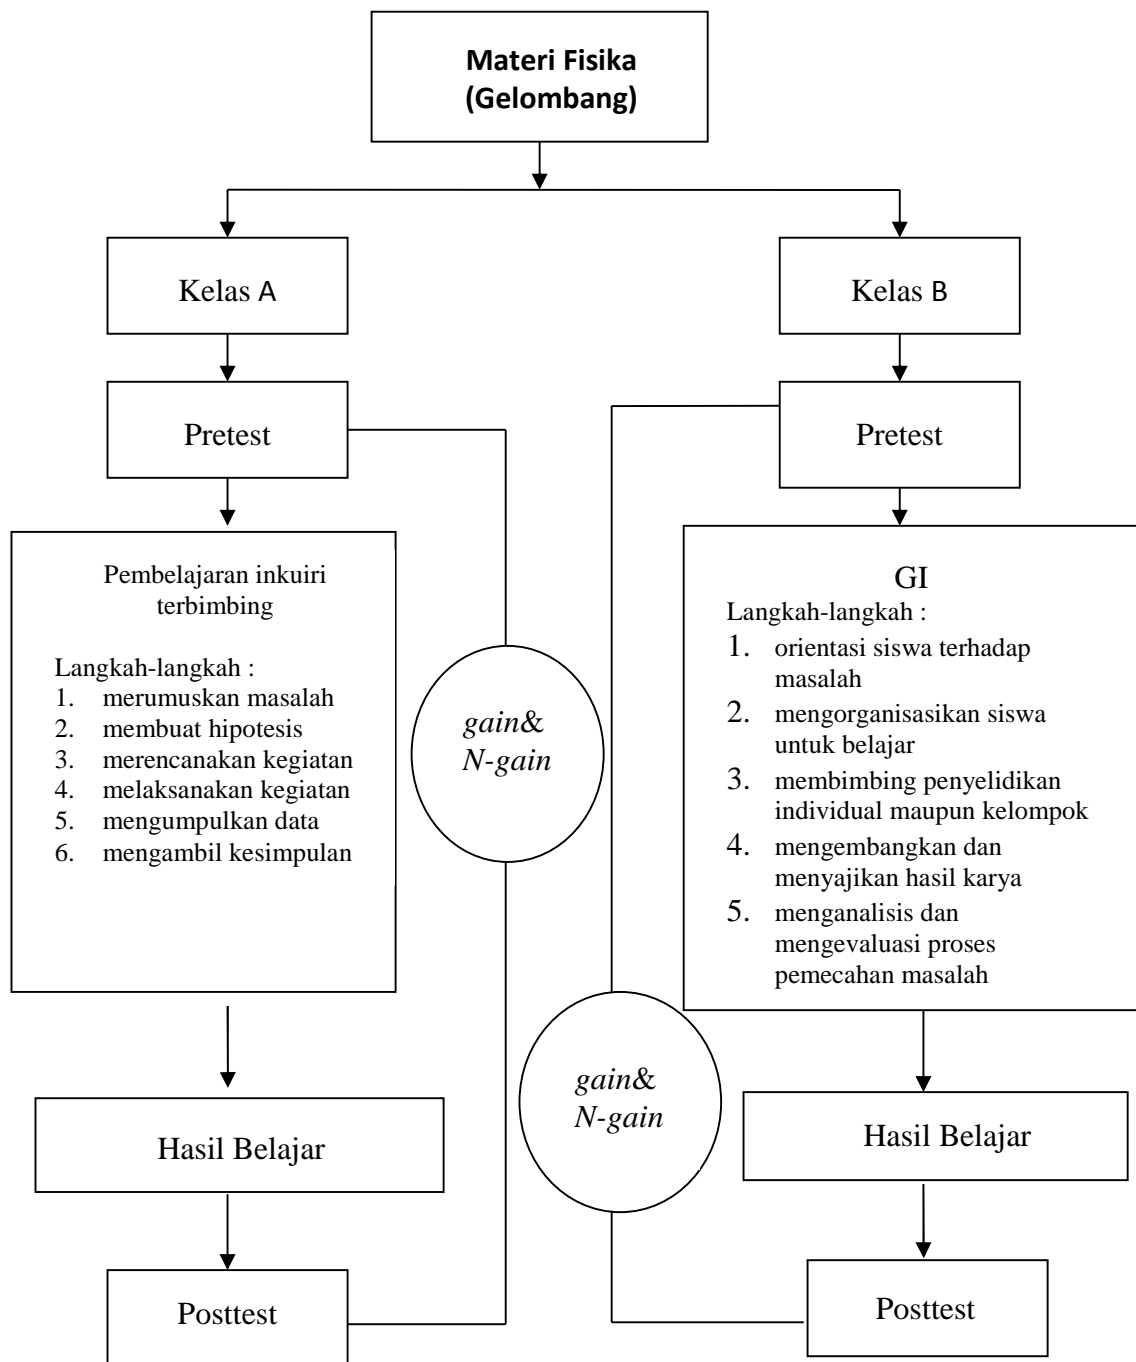 Materi Fisika
(Gelombang)
Kelas A
Kelas B
Pretest
Pretest
Pembelajaran inkuiri
terbimbing
Langkah-langkah :
1. merumuskan masalah
2. membuat hipotesis
3. merencanakan kegiatan
4. melaksanakan kegiatan
5. mengumpulkan data
6. mengambil kesimpulan
gain&
N-gain
GI
Langkah-langkah :
1. orientasi siswa terhadap
masalah
2. mengorganisasikan siswa
untuk belajar
3. membimbing penyelidikan
individual maupun kelompok
4. mengembangkan dan
menyajikan hasil karya
5. menganalisis dan
mengevaluasi proses
pemecahan masalah
gain&
N-gain
Hasil Belajar
Hasil Belajar
Posttest
Posttest